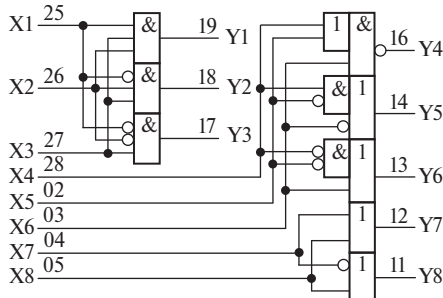 X1 25 & 19 Y1 1 & 16 Y4
X2 26 & 18 Y2 & 1 14 Y5
X3 27 & 17 Y3
X4 28 & 1 13 Y6
X5 02
X6 03 1 12 Y7
X7 04
X8 05 1 11 Y8